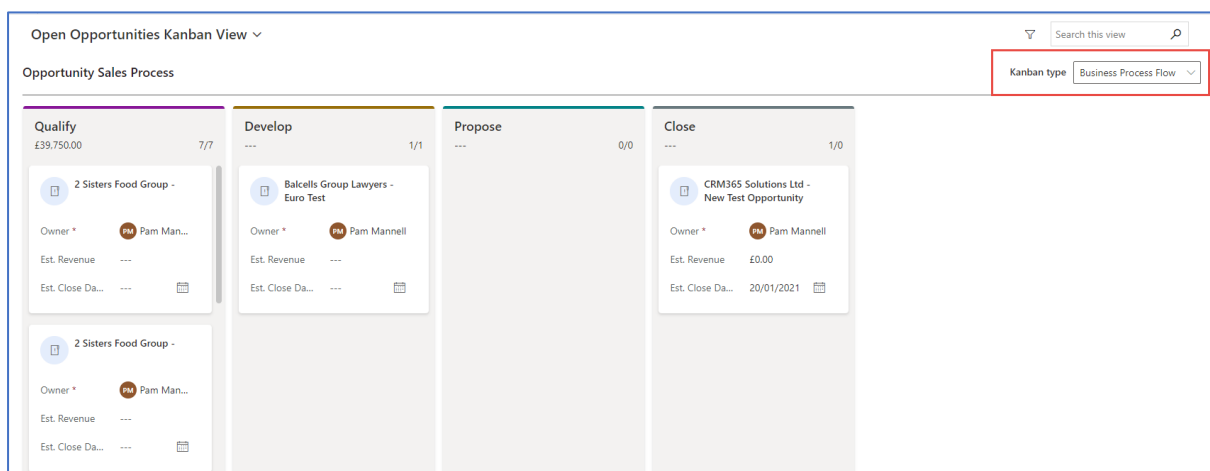 Open Opportunities Kanban View
Search this view
Opportunity Sales Process
Kanban type Business Process Flow
Qualify
£39,750.00 7/7
2 Sisters Food Group -
Owner * PM Pam Man...
Est. Revenue ---
Est. Close Da... ---
2 Sisters Food Group -
Owner * PM Pam Man...
Est. Revenue ---
Est. Close Da... ---
Develop
--- 1/1
Balcells Group Lawyers -
Euro Test
Owner * PM Pam Mannell
Est. Revenue ---
Est. Close Da... ---
Propose
--- 0/0
Close
--- 1/0
CRM365 Solutions Ltd -
New Test Opportunity
Owner * PM Pam Mannell
Est. Revenue £0.00
Est. Close Da... 20/01/2021